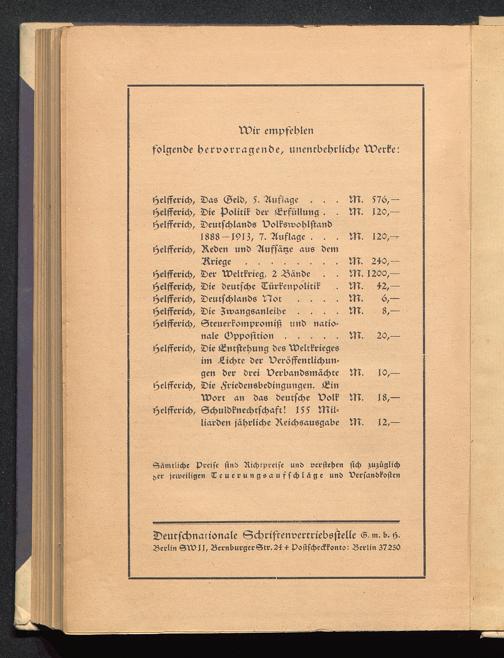 Wir empfehlen
folgende hervorragende, unentbehrliche Werke:
Helfferich, Das Geld, 5. Auflage . . . M. 576,—
Helfferich, Die Politik der Erfüllung . . M. 120,—
Helfferich, Deutschlands Volkswohlstand
1888—1913, 7. Auflage . . . M. 120,—
Helfferich, Reden und Aufsätze aus dem
Kriege . . . . . . . . M. 240,—
Helfferich, Der Weltkrieg, 2 Bände . . M. 1200,—
Helfferich, Die deutsche Türkenpolitik . M. 42,—
Helfferich, Deutschlands Not . . . . M. 6,—
Helfferich, Die Zwangsanleihe . . . . M. 8,—
Helfferich, Steuerkompromiß und natio-
nale Opposition . . . . . M. 20,—
Helfferich, Die Entstehung des Weltkrieges
im Lichte der Veröffentlichun-
gen der drei Verbandsmächte M. 10,—
Helfferich, Die Friedensbedingungen. Ein
Wort an das deutsche Volk M. 18,—
Helfferich, Schuldknechtschaft! 155 Mil-
liarden jährliche Reichsausgabe M. 12,—
Sämtliche Preise sind Richtpreise und verstehen sich zuzüglich
der jeweiligen Teuerungsaufschläge und Versandkosten
Deutschnationale Schriftenvertriebsstelle G. m. b. H.
Berlin SW 11, Bernburger Str. 24 + Postscheckkonto: Berlin 37250